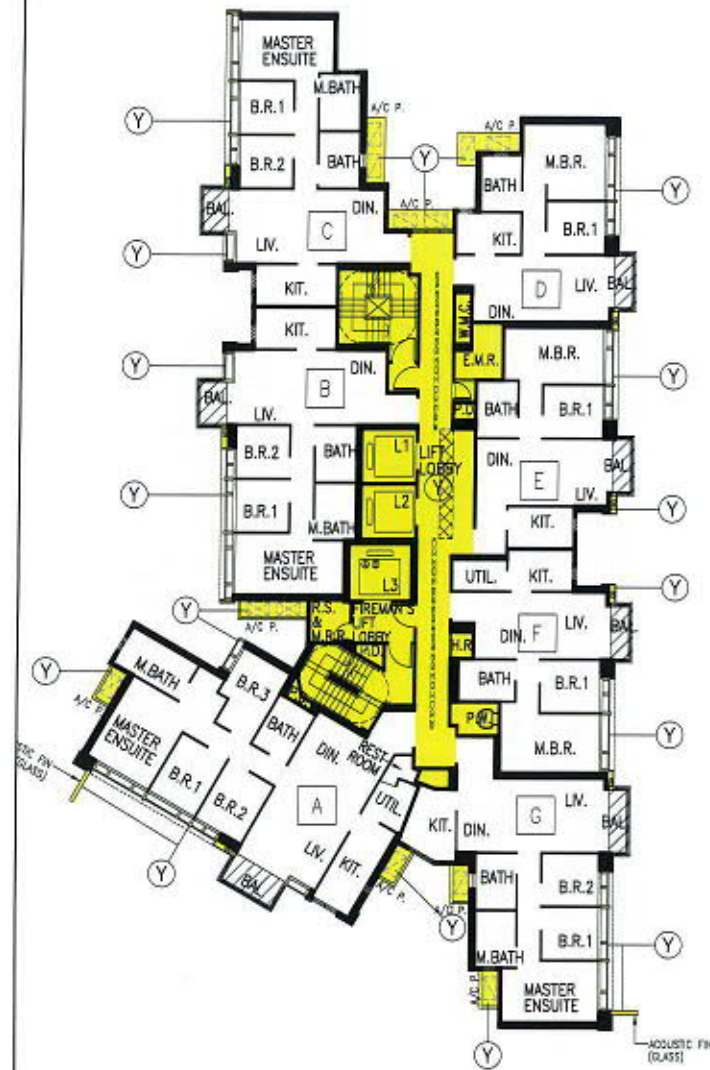 MASTER
ENSUITE
M.BATH
B.R.1
A/C P.
Y
B.R.2
BATH
Y
BAL.
DIN.
C
LIV.
Y
KIT.
A/C P.
Y
M.B.R.
BATH
Y
B.R.1
KIT.
D
LIV.
BAL.
DIN.
W.M.C.
E.M.R.
P.D.
KIT.
DIN.
Y
B
BAL.
LIV.
B.R.2
BATH
Y
B.R.1
M.BATH
MASTER
ENSUITE
L1
LIFT
LOBBY
Y
L2
L3
M.B.R.
Y
BATH
B.R.1
DIN.
E
BAL.
LIV.
KIT.
Y
UTIL.
KIT.
Y
LIV.
DIN.
F
BAL.
H.R
BATH
B.R.1
P.W.
M.B.R.
Y
Y
A/C P.
R.S.
&
M.B.R.
FIREMAN'S
LIFT
LOBBY
Y
M.BATH
A/C P.
B.R.3
MASTER
ENSUITE
BATH
B.R.1
B.R.2
DIN.
REST-
ROOM
A
UTIL.
LIV.
KIT.
BAL.
Y
(GLASS)
A/C P.
Y
LIV.
KIT.
DIN.
G
BAL.
BATH
B.R.2
B.R.1
Y
M.BATH
MASTER
ENSUITE
A/C P.
Y
ACOUSTIC FIN
(GLASS)